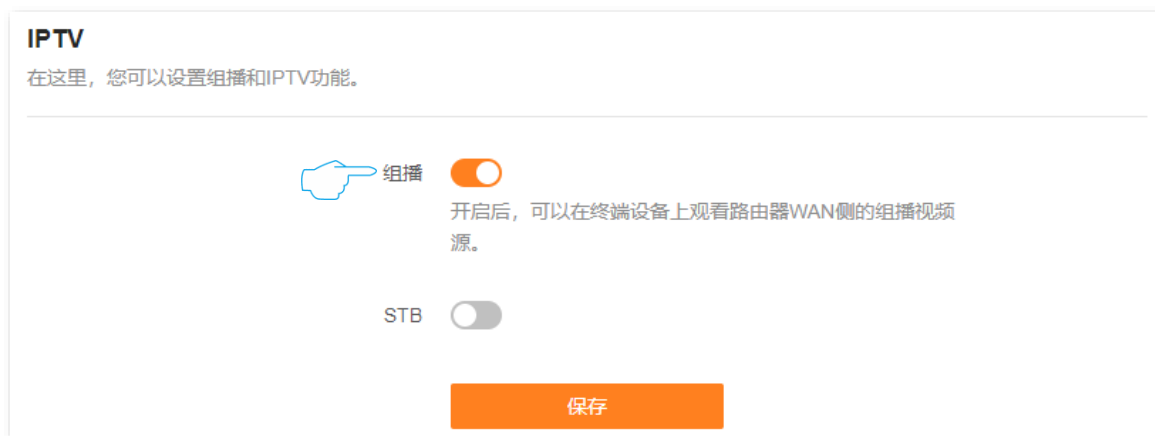 IPTV
在这里，您可以设置组播和IPTV功能。
组播
开启后，可以在终端设备上观看路由器WAN侧的组播视频
源。
STB
保存